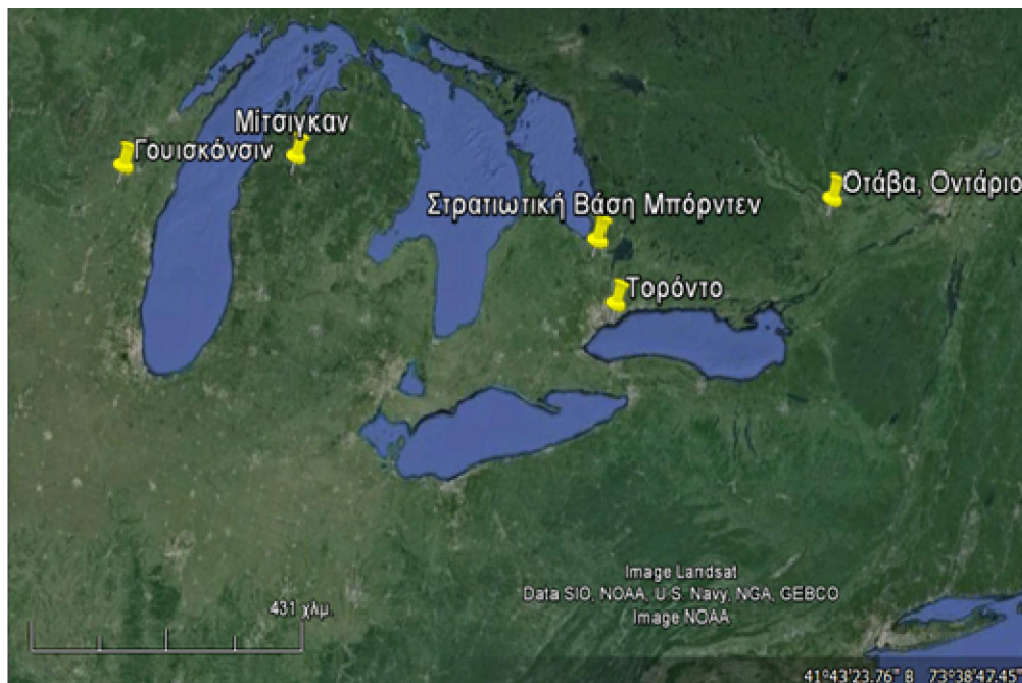 Μίτσιγκαν
Γουισκόνσιν
Οτάβα, Οντάριο
Στρατιωτική Βάση Μπόρντεν
Τορόντο
Image Landsat
Data SIO, NOAA, U.S. Navy, NGA, GEBCO
Image NOAA
431 χλμ.
41°43'23.76" Β 73°38'47.45"